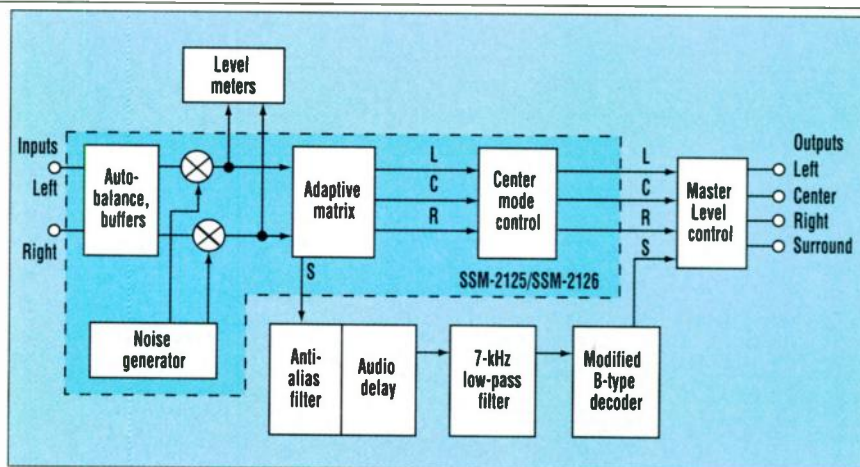 Level
meters
Inputs
Left
Right
Auto-
balance,
buffers
Noise
generator
Adaptive
matrix
L
C
R
S
Center
mode
control
SSM-2125/SSM-2126
L
C
R
S
Master
Level
control
Outputs
Left
Center
Right
Surround
Anti-
alias
filter
Audio
delay
7-kHz
low-pass
filter
Modified
B-type
decoder